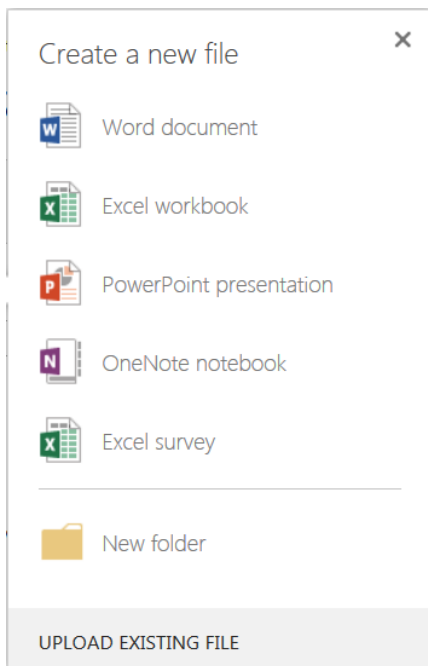 Create a new file
Word document
Excel workbook
PowerPoint presentation
OneNote notebook
Excel survey
New folder
UPLOAD EXISTING FILE